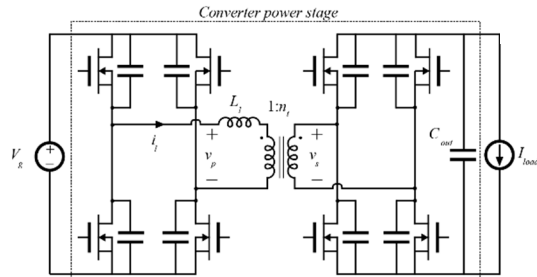 Converter power stage
L_l
1:n_t
+
+
C_out
V_g
+
−
i_l
v_p
v_s
I_load
−
−